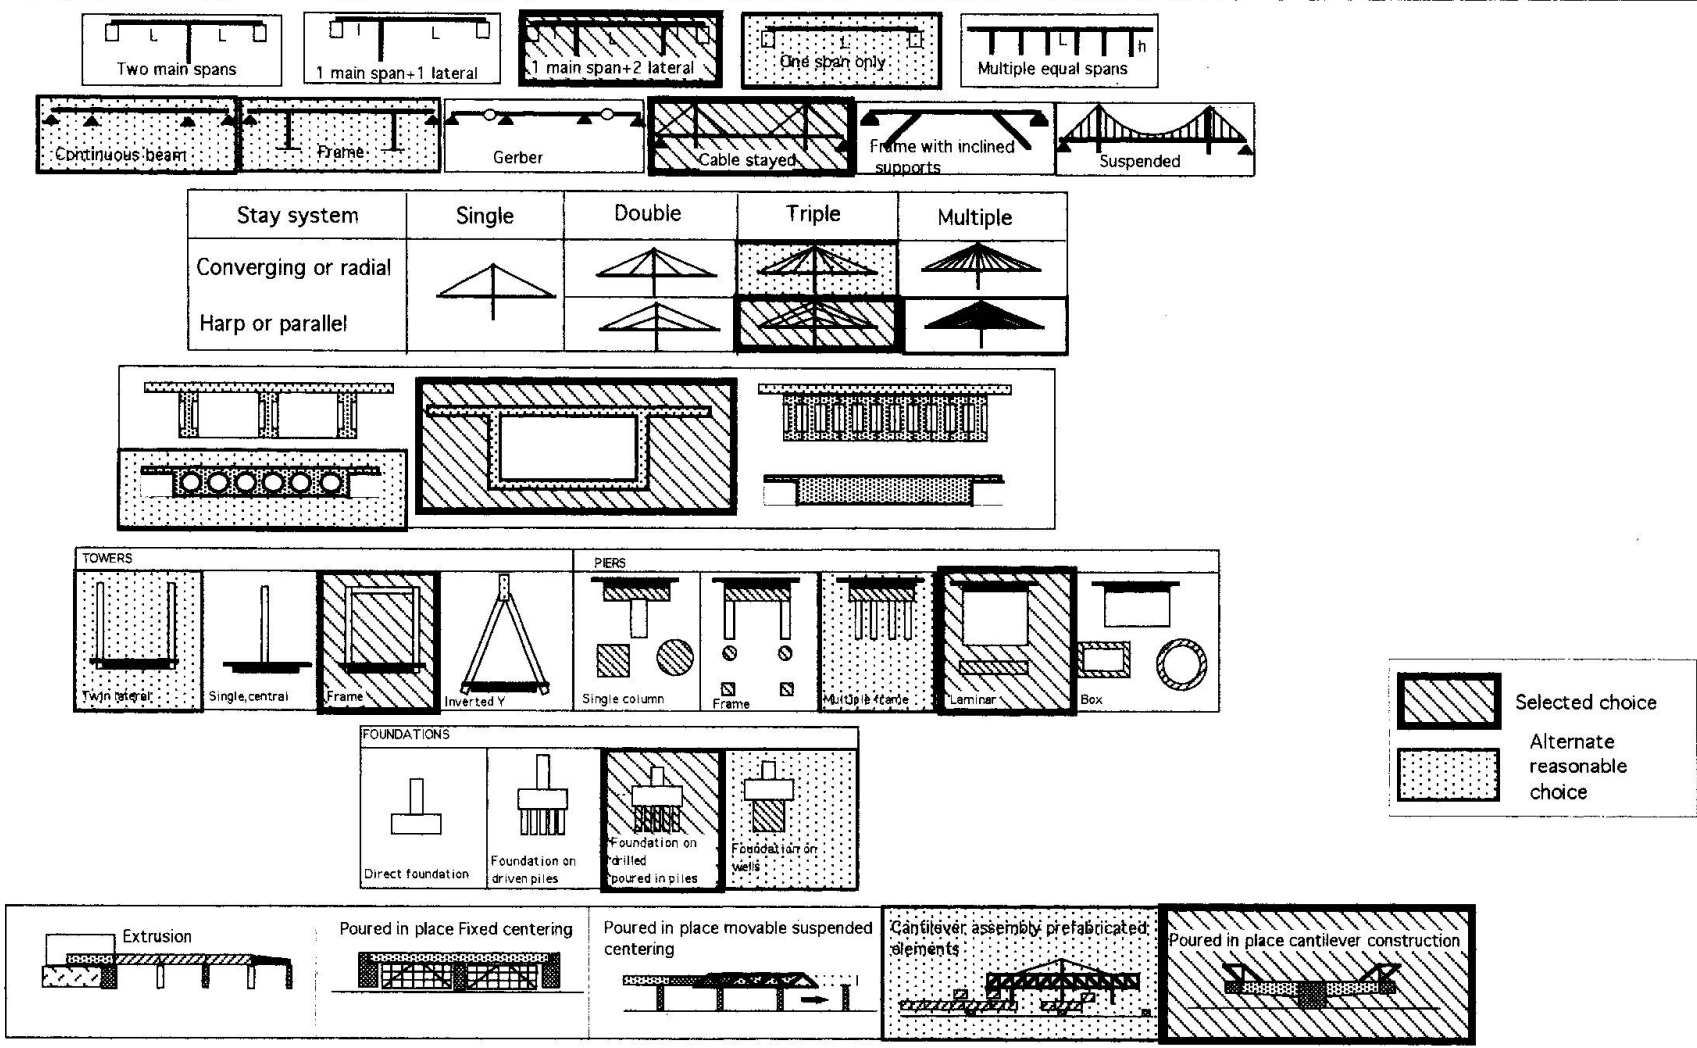 L L
Two main spans
l L
1 main span+1 lateral
L
1 main span+2 lateral
L
One span only
L h
Multiple equal spans
Continuous beam
Frame
Gerber
Cable stayed
Frame with inclined
supports
Suspended
Stay system Single Double Triple Multiple
Converging or radial
Harp or parallel
TOWERS
PIERS
Twin lateral
Single,central
Frame
Inverted Y
Single column
Frame
Multiple frame
Laminar
Box
Selected choice
Alternate
reasonable
choice
FOUNDATIONS
Direct foundation
Foundation on
driven piles
Foundation on
drilled
poured in piles
Foundation on
wells
Extrusion
Poured in place Fixed centering
Poured in place movable suspended
centering
Cantilever assembly prefabricated
elements
Poured in place cantilever construction